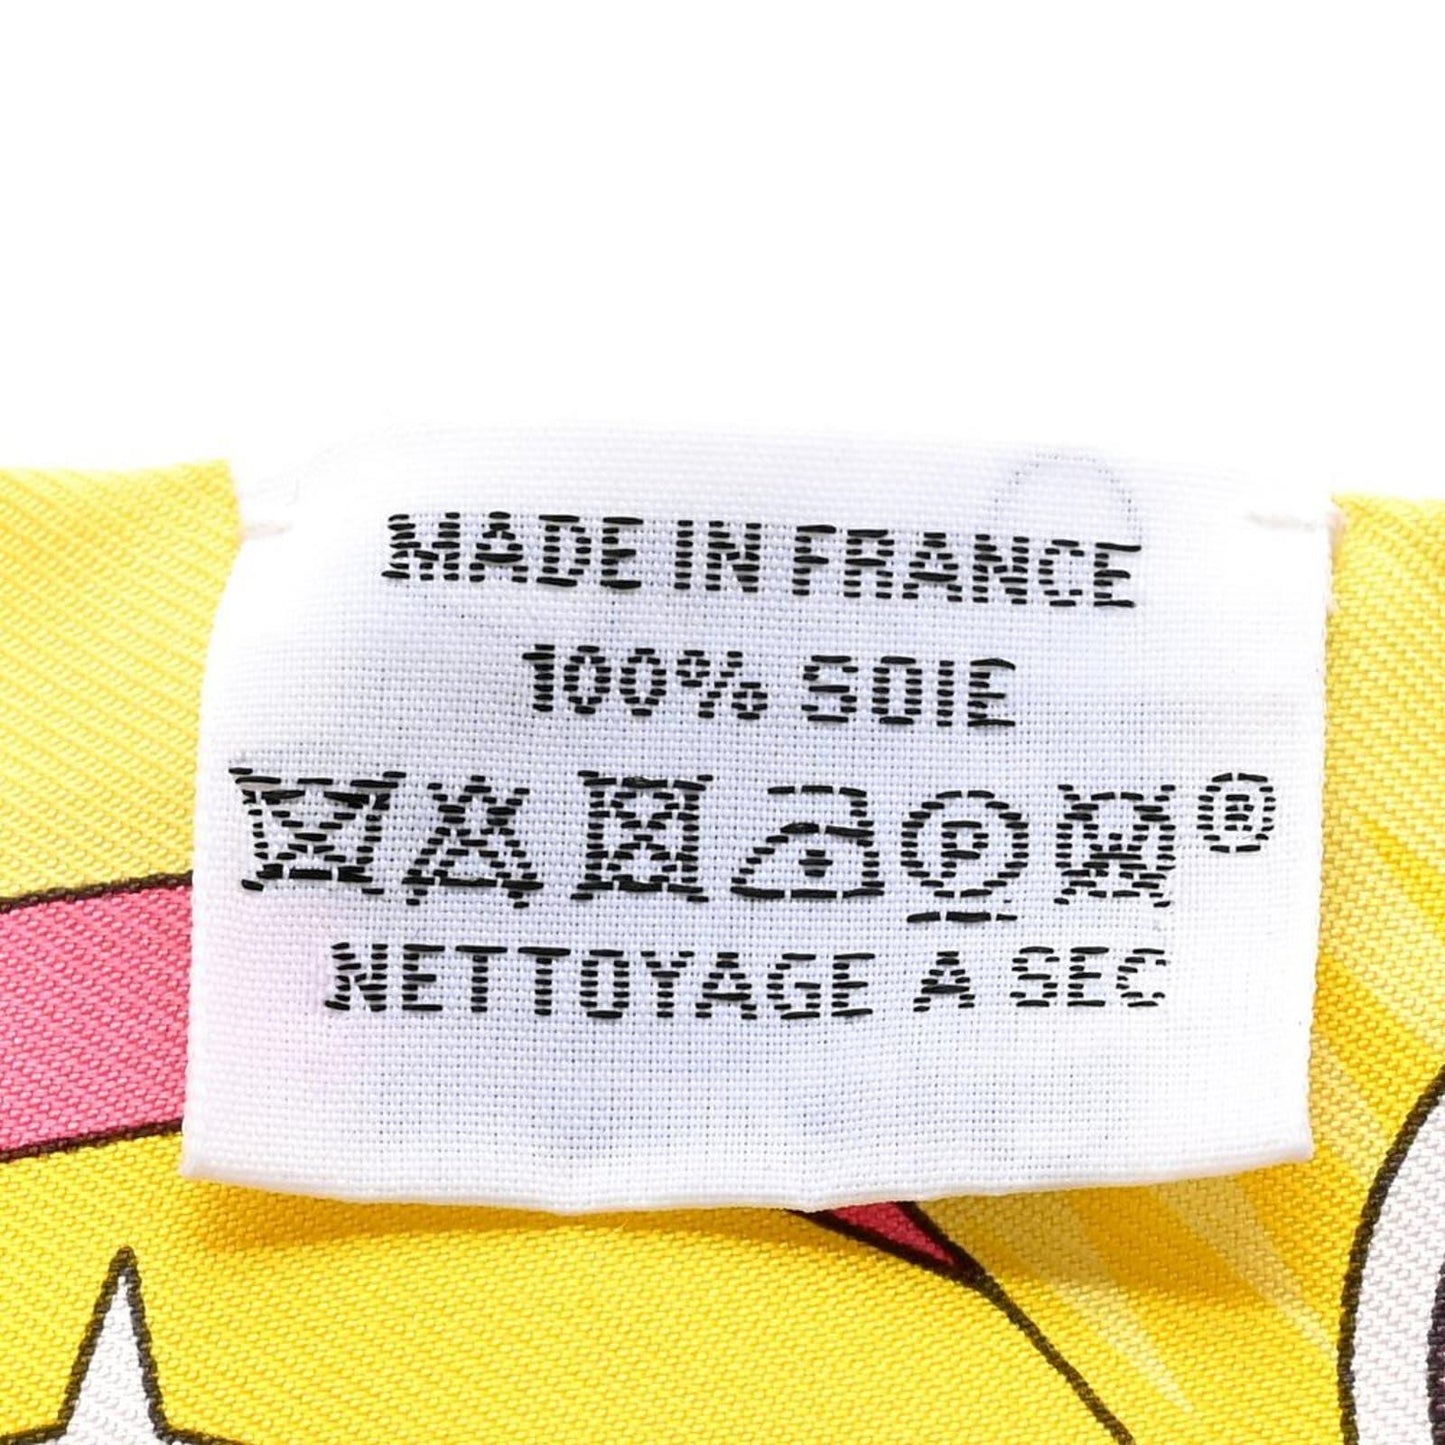 MADE IN FRANCE
100% SOIE
P ®
NETTOYAGE A SEC